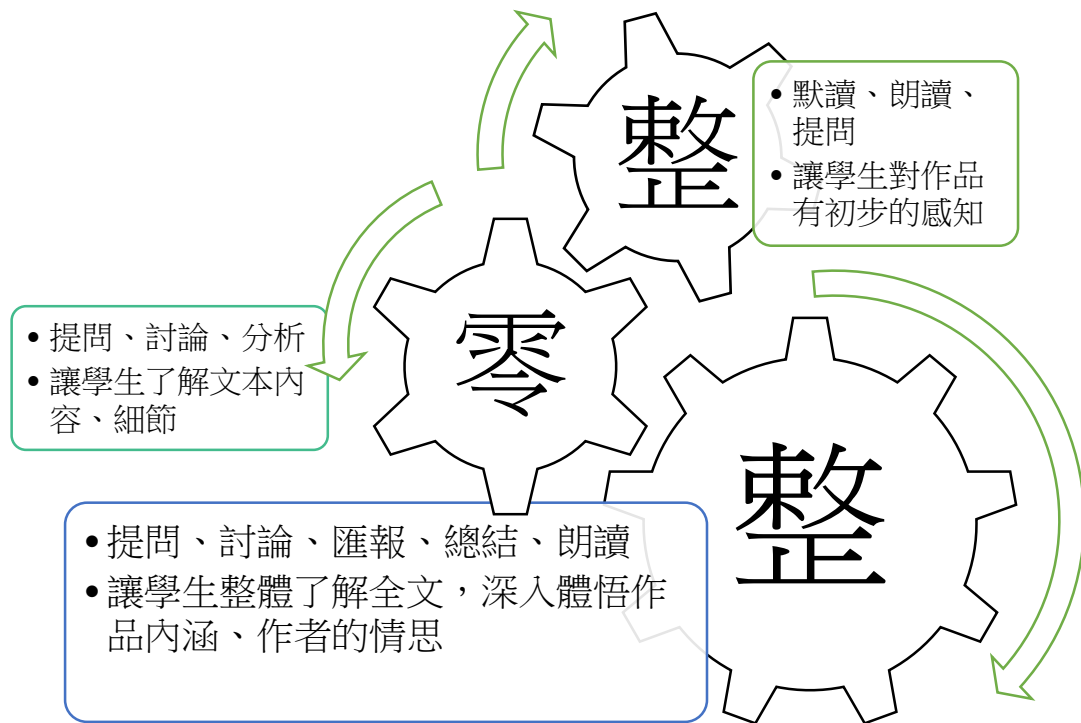 整
• 默讀、朗讀、
提問
• 讓學生對作品
有初步的感知
零
• 提問、討論、分析
• 讓學生了解文本內
容、細節
整
• 提問、討論、匯報、總結、朗讀
• 讓學生整體了解全文，深入體悟作
品內涵、作者的情思